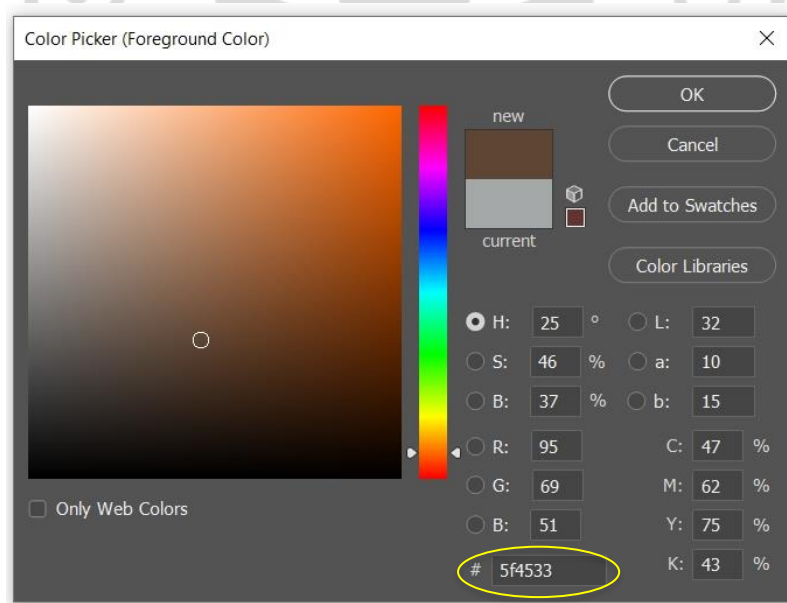 Color Picker (Foreground Color)
OK
new
Cancel
Add to Swatches
current
Color Libraries
H: 25 ° L: 32
S: 46 % a: 10
B: 37 % b: 15
R: 95 C: 47 %
G: 69 M: 62 %
Only Web Colors
B: 51 Y: 75 %
# 5f4533 K: 43 %